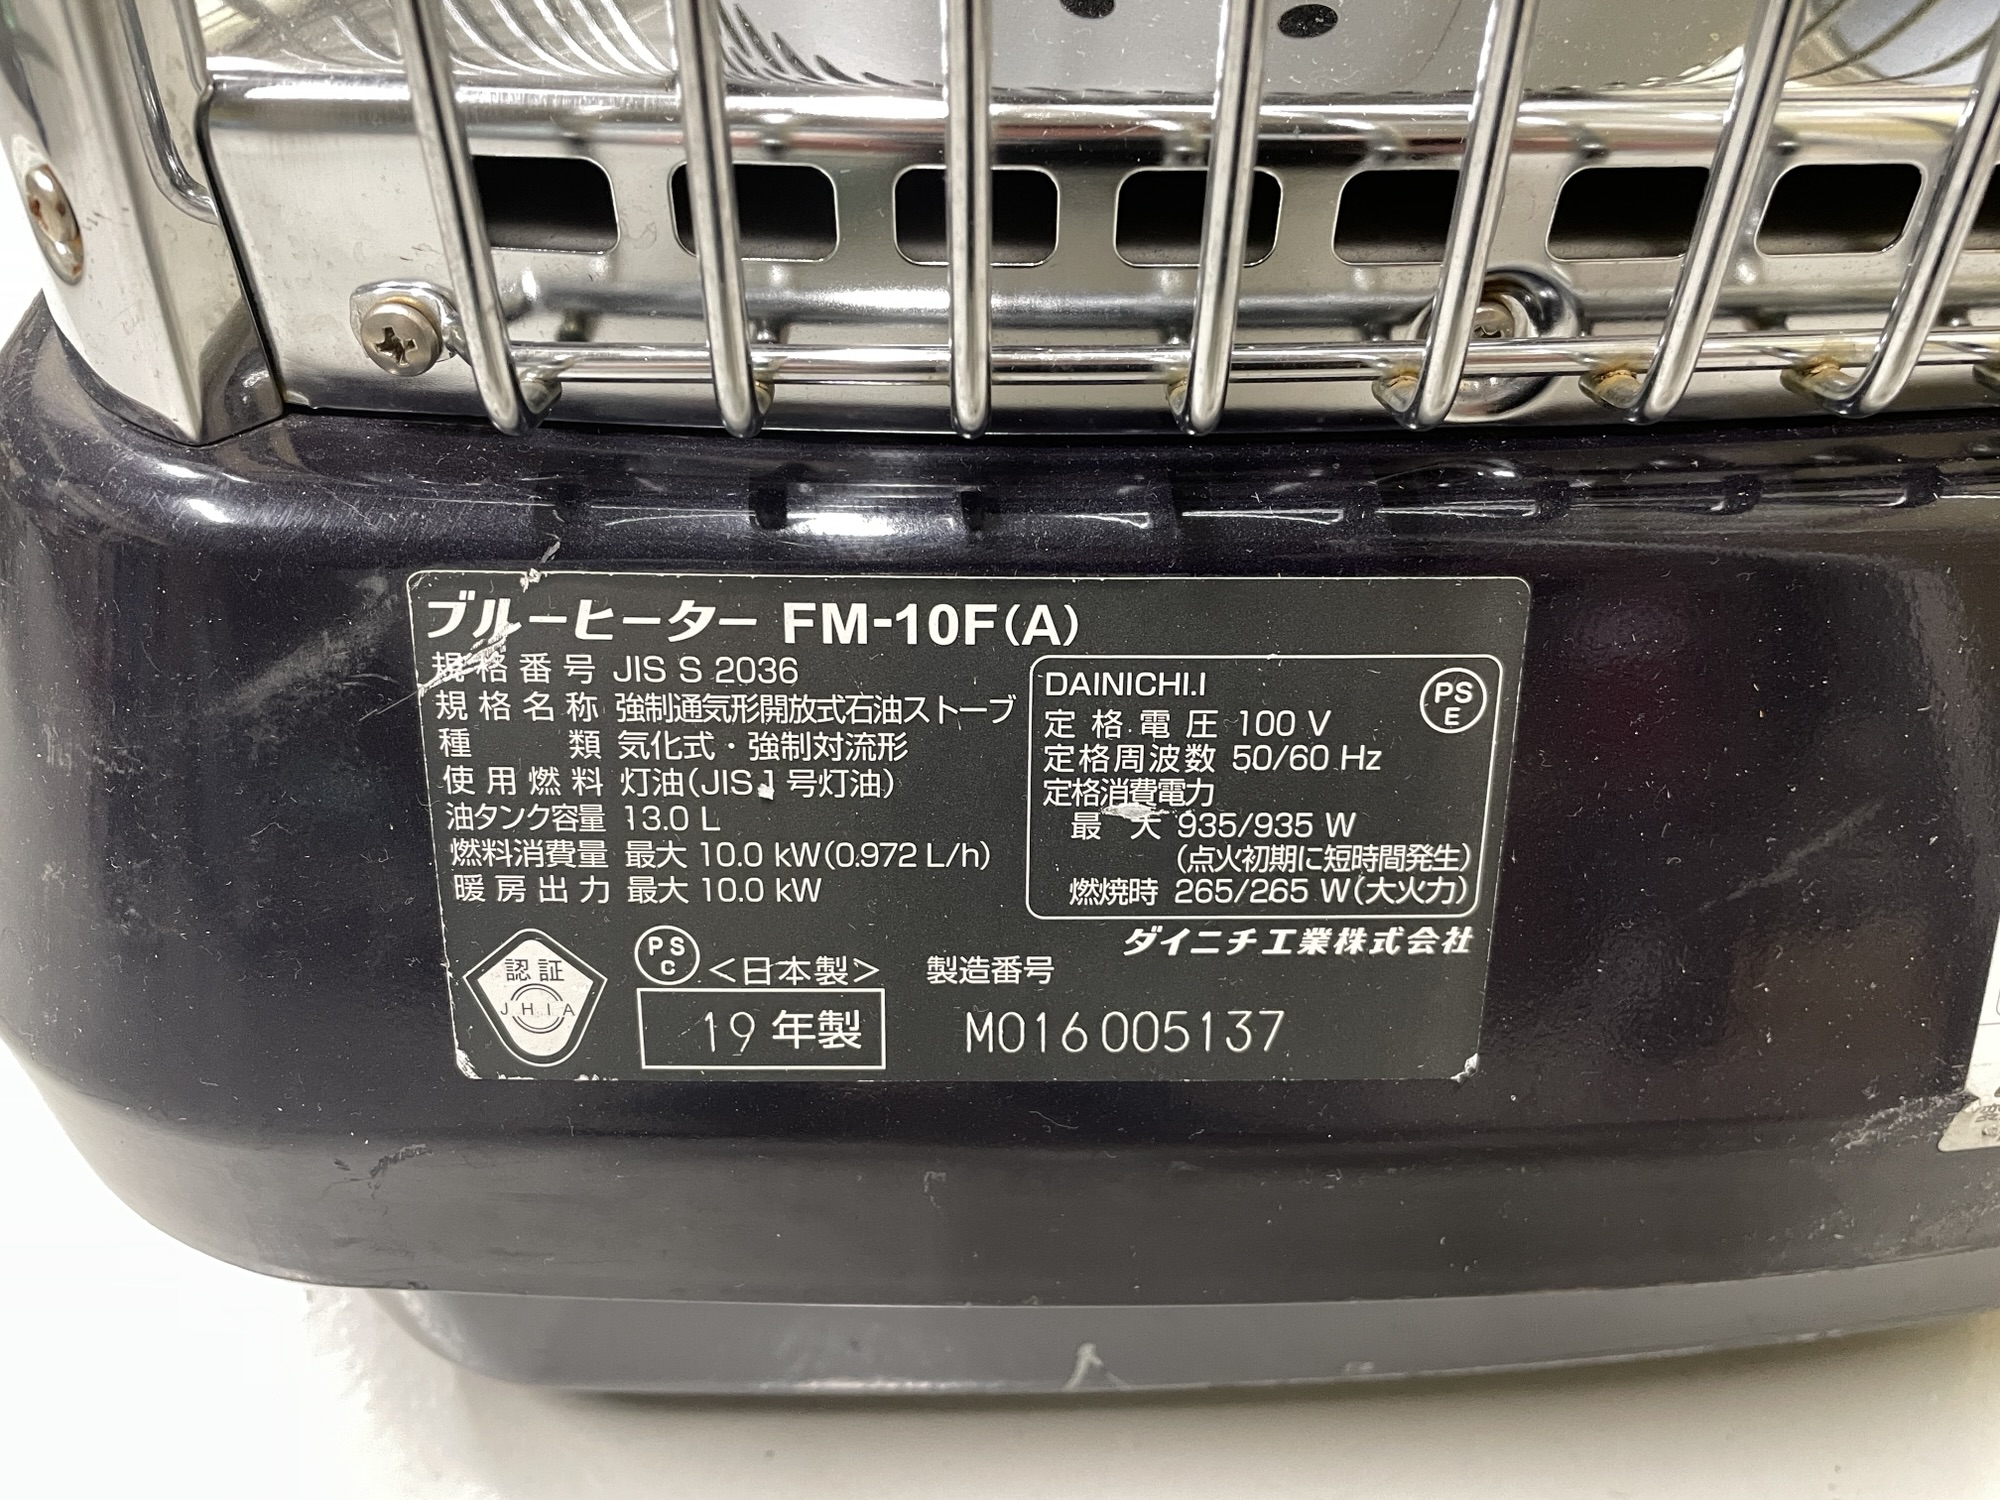 ブルーヒーター FM-10F(A)
規格番号 JIS S 2036
規格名称 強制通気形開放式石油ストーブ
種類 気化式・強制対流形
使用燃料 灯油(JIS 1号灯油)
油タンク容量 13.0 L
燃料消費量 最大 10.0 kW(0.972 L/h)
暖房出力 最大 10.0 kW
DAINICHI.I
PS
E
定格電圧 100 V
定格周波数 50/60 Hz
定格消費電力
最大 935/935 W
(点火初期に短時間発生)
燃焼時 265/265 W(大火力)
ダイニチ工業株式会社
認証
JHIA
PS
C
<日本製>
19年製
製造番号
M016005137